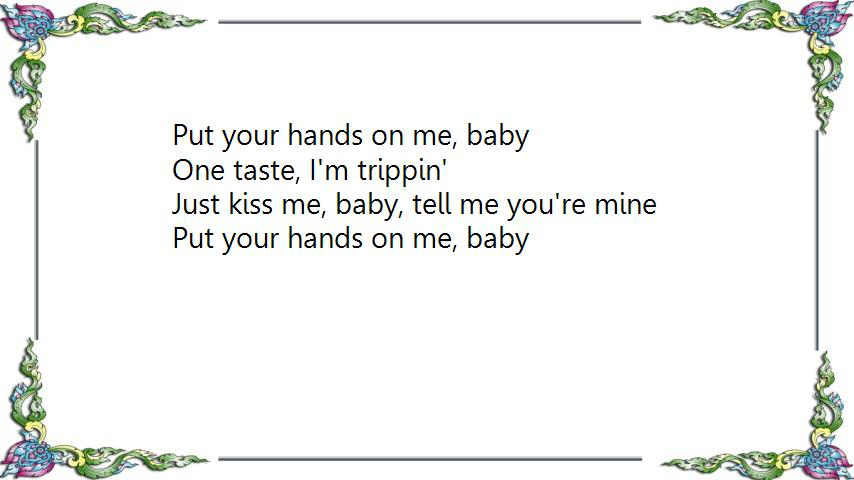 Put your hands on me, baby
One taste, I'm trippin'
Just kiss me, baby, tell me you're mine
Put your hands on me, baby